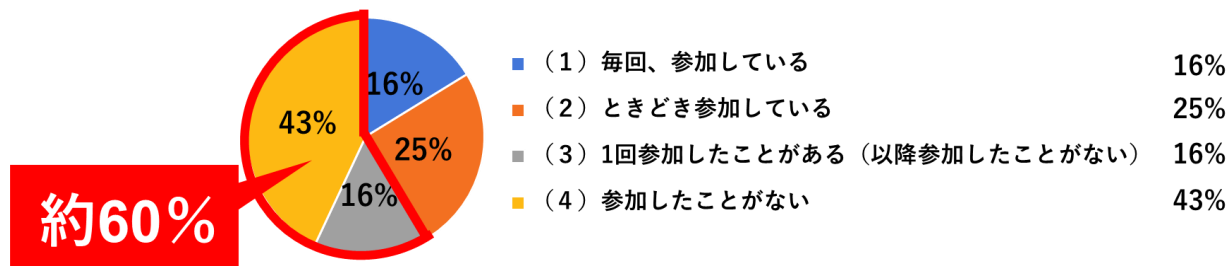 16%
25%
16%
43%
約60％
（１）毎回、参加している 16%
（２）ときどき参加している 25%
（３）1回参加したことがある（以降参加したことがない） 16%
（４）参加したことがない 43%